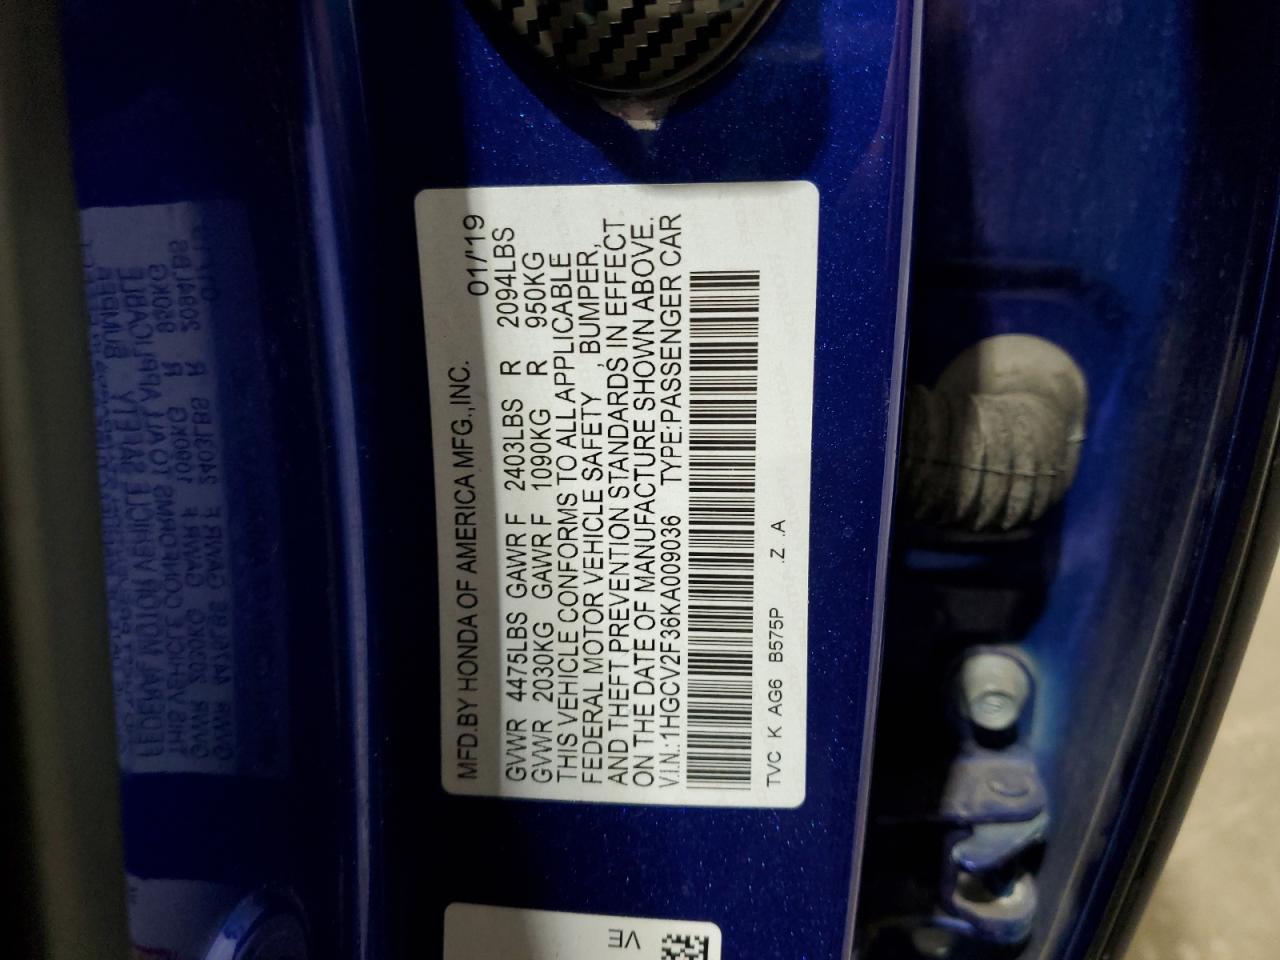 MFD.BY HONDA OF AMERICA MFG.,INC. 01/'19
GVWR 4475LBS GAWR F 2403LBS R 2094LBS
GVWR 2030KG GAWR F 1090KG R 950KG
THIS VEHICLE CONFORMS TO ALL APPLICABLE
FEDERAL MOTOR VEHICLE SAFETY , BUMPER,
AND THEFT PREVENTION STANDARDS IN EFFECT
ON THE DATE OF MANUFACTURE SHOWN ABOVE.
V.I.N.:1HGCV2F36KA009036 TYPE:PASSENGER CAR
TVC K AG6 B575P .Z .A
VE